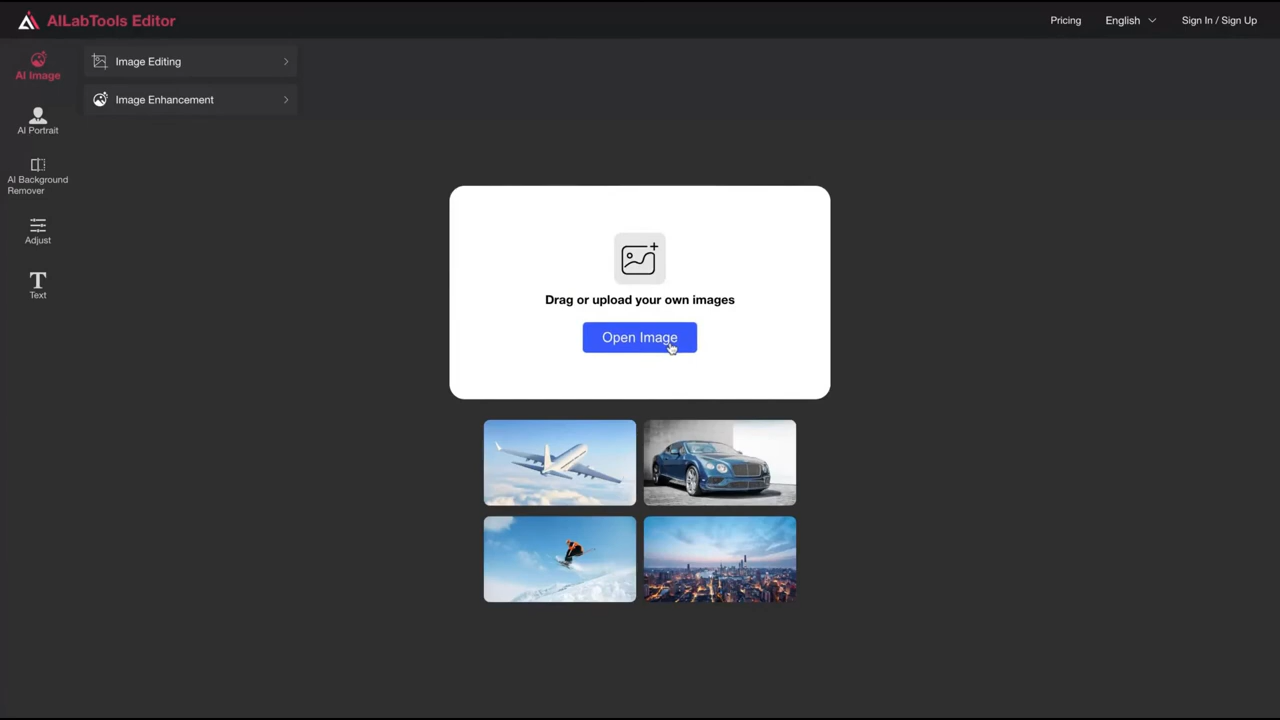 AILabTools Editor
Pricing
English
Sign In / Sign Up
AI Image
AI Portrait
AI Background
Remover
Adjust
T
Text
Image Editing
Image Enhancement
Drag or upload your own images
Open Image